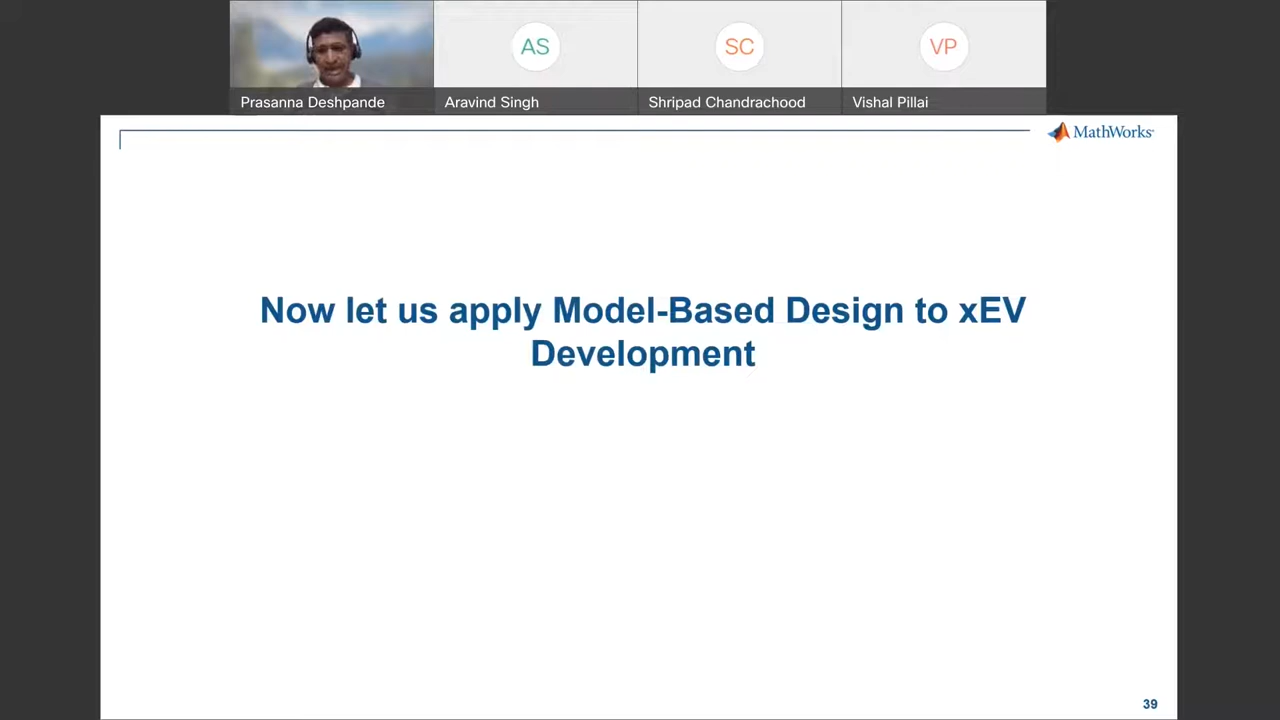 AS
SC
VP
Prasanna Deshpande
Aravind Singh
Shripad Chandrachood
Vishal Pillai
MathWorks
Now let us apply Model-Based Design to xEV
Development
39